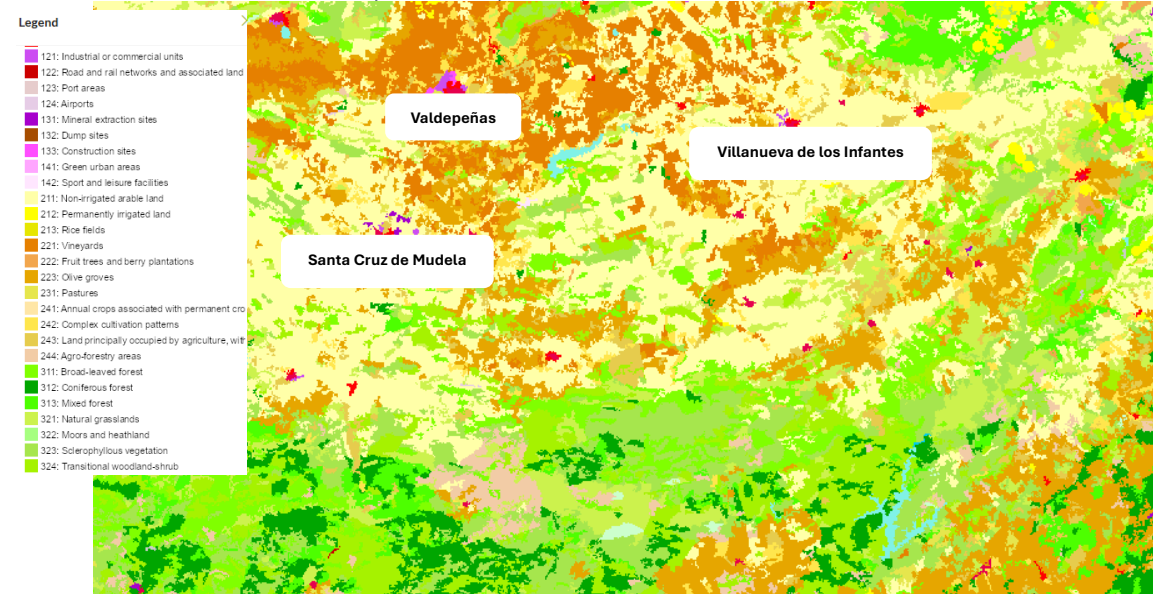 Legend
121: Industrial or commercial units
122: Road and rail networks and associated land
123: Port areas
124: Airports
131: Mineral extraction sites
132: Dump sites
133: Construction sites
141: Green urban areas
142: Sport and leisure facilities
211: Non-irrigated arable land
212: Permanently irrigated land
213: Rice fields
221: Vineyards
222: Fruit trees and berry plantations
223: Olive groves
231: Pastures
241: Annual crops associated with permanent cro
242: Complex cultivation patterns
243: Land principally occupied by agriculture, wit
244: Agro-forestry areas
311: Broad-leaved forest
312: Coniferous forest
313: Mixed forest
321: Natural grasslands
322: Moors and heathland
323: Sclerophyllous vegetation
324: Transitional woodland-shrub
Valdepeñas
Villanueva de los Infantes
Santa Cruz de Mudela